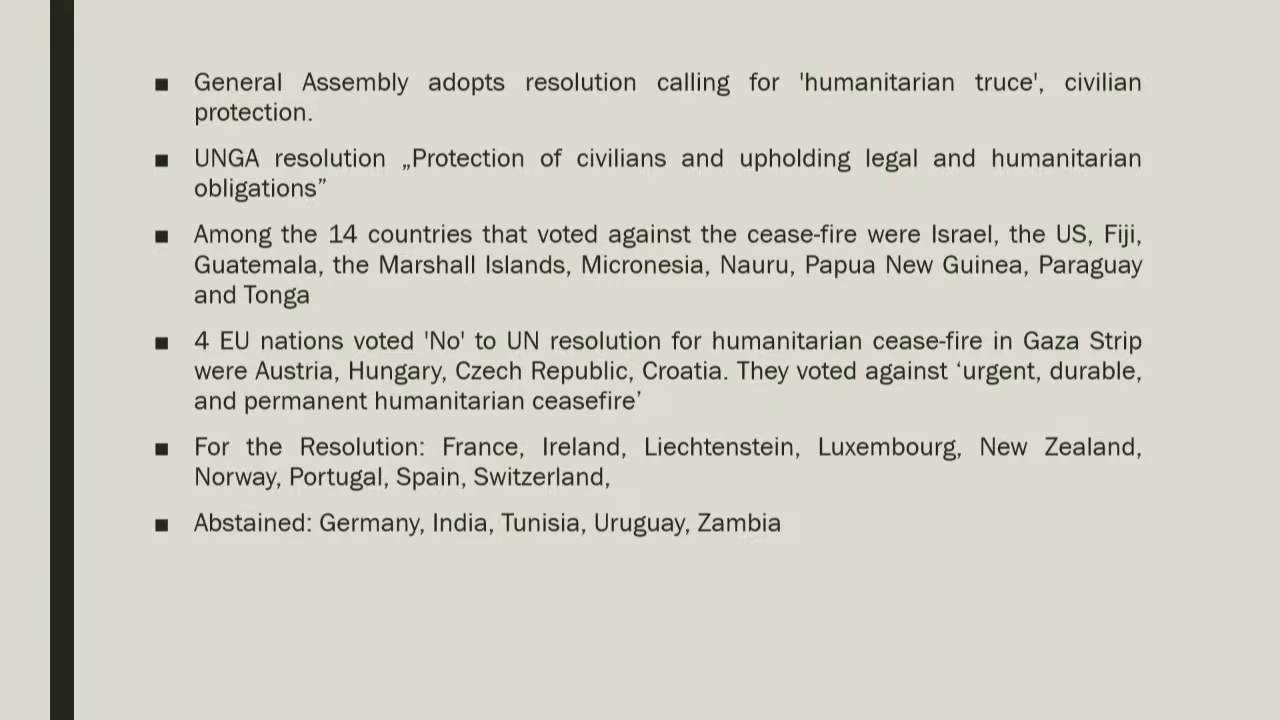 ■ General Assembly adopts resolution calling for 'humanitarian truce', civilian
protection.
■ UNGA resolution „Protection of civilians and upholding legal and humanitarian
obligations”
■ Among the 14 countries that voted against the cease-fire were Israel, the US, Fiji,
Guatemala, the Marshall Islands, Micronesia, Nauru, Papua New Guinea, Paraguay
and Tonga
■ 4 EU nations voted 'No' to UN resolution for humanitarian cease-fire in Gaza Strip
were Austria, Hungary, Czech Republic, Croatia. They voted against ‘urgent, durable,
and permanent humanitarian ceasefire’
■ For the Resolution: France, Ireland, Liechtenstein, Luxembourg, New Zealand,
Norway, Portugal, Spain, Switzerland,
■ Abstained: Germany, India, Tunisia, Uruguay, Zambia